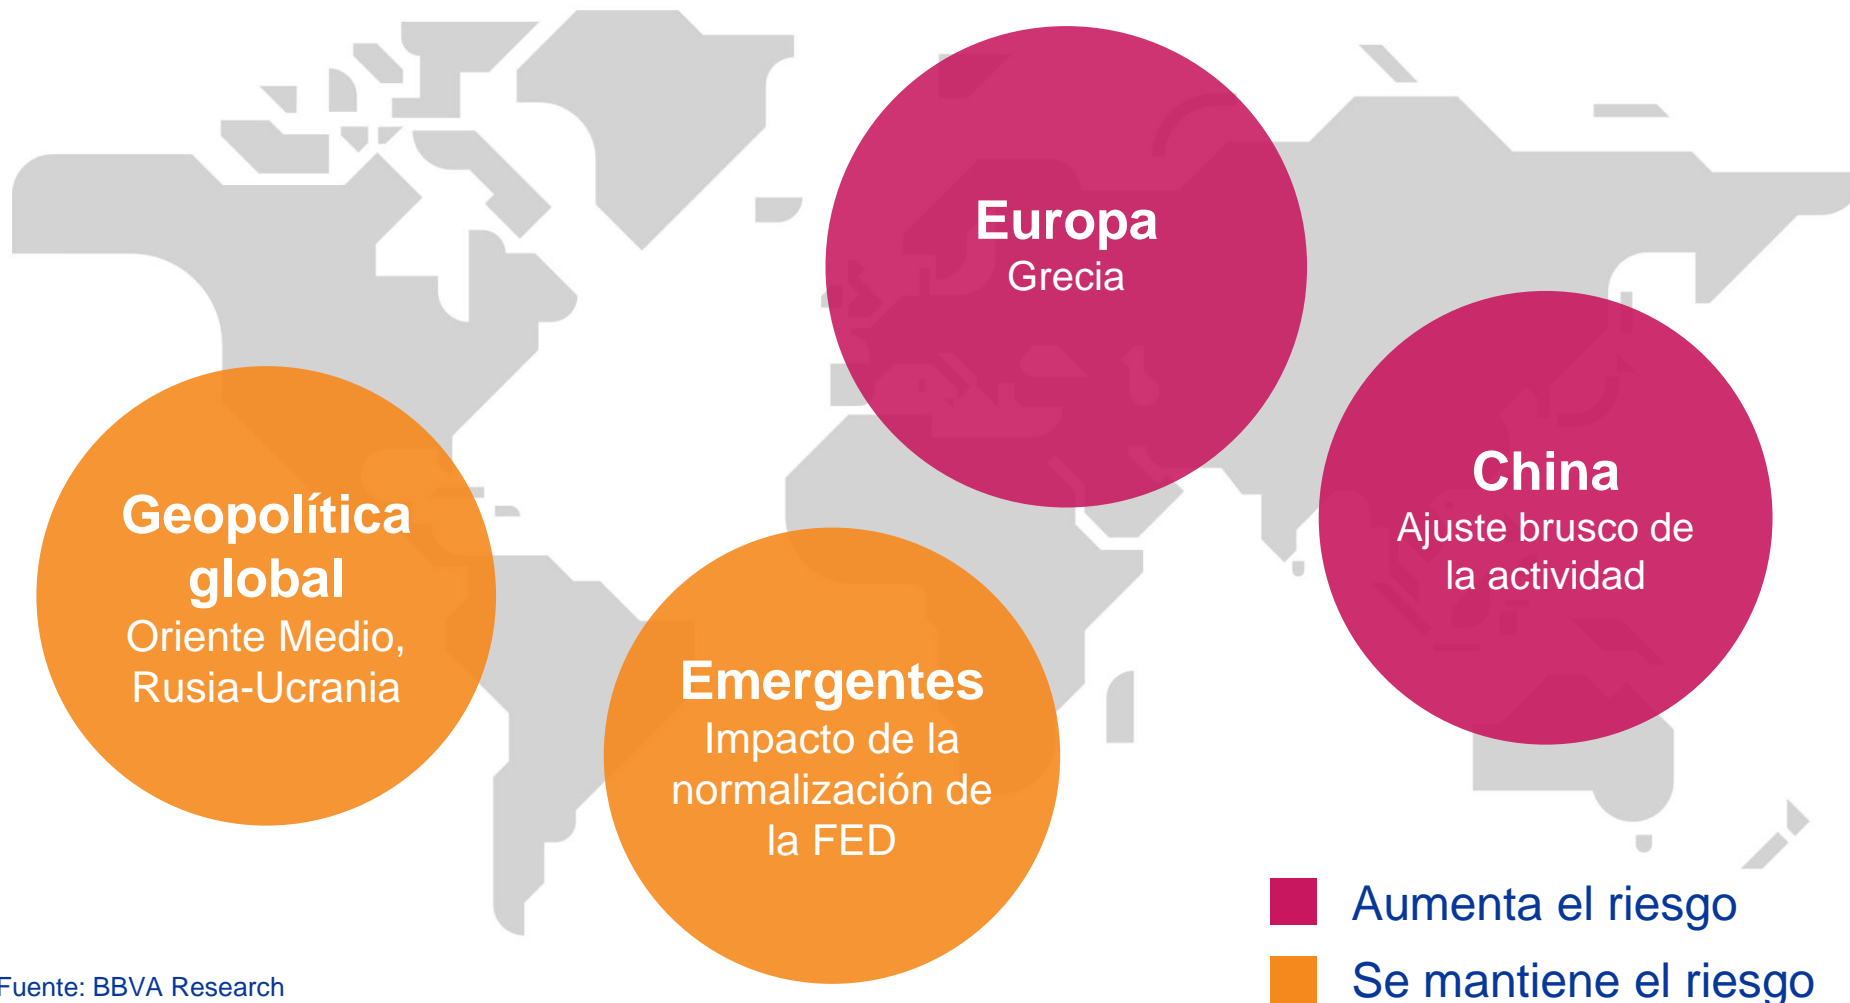 Europa
Grecia
China
Ajuste brusco de
la actividad
Geopolítica
global
Oriente Medio,
Rusia-Ucrania
Emergentes
Impacto de la
normalización de
la FED
Aumenta el riesgo
Se mantiene el riesgo
Fuente: BBVA Research